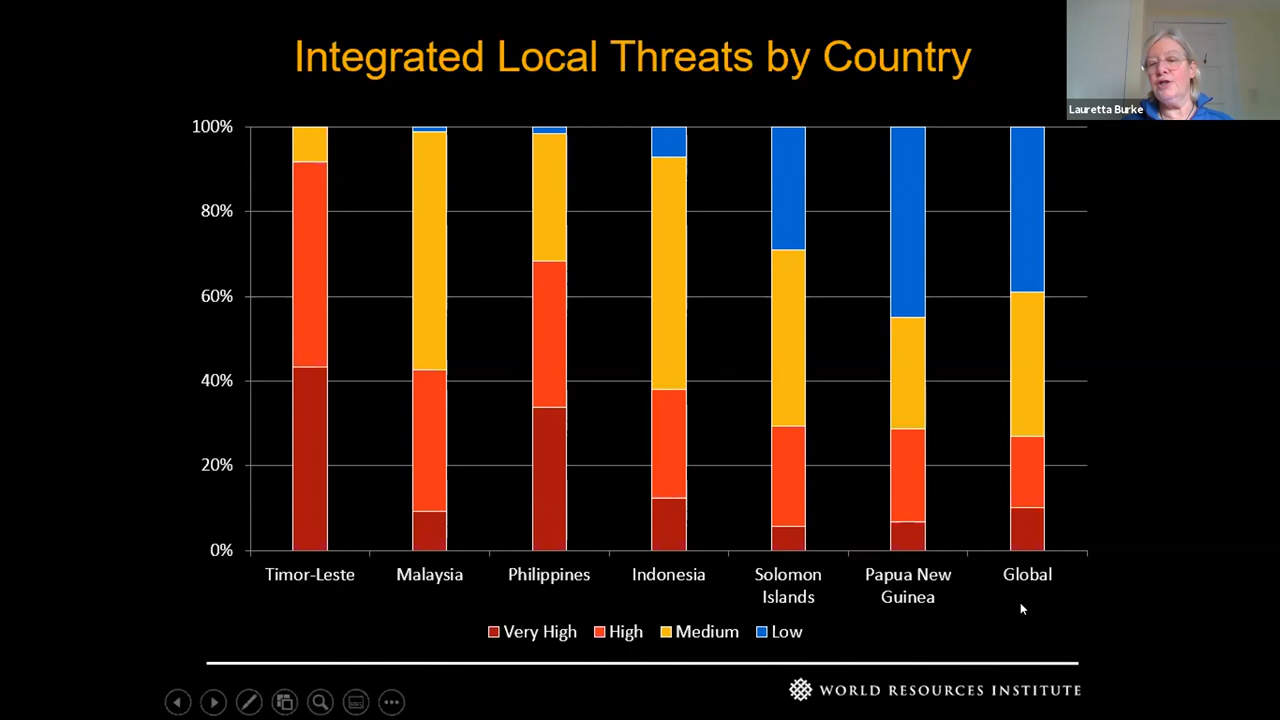 Integrated Local Threats by Country
Lauretta Burke
100%
80%
60%
40%
20%
0%
Timor-Leste
Malaysia
Philippines
Indonesia
Solomon
Islands
Papua New
Guinea
Global
Very High
High
Medium
Low
WORLD RESOURCES INSTITUTE